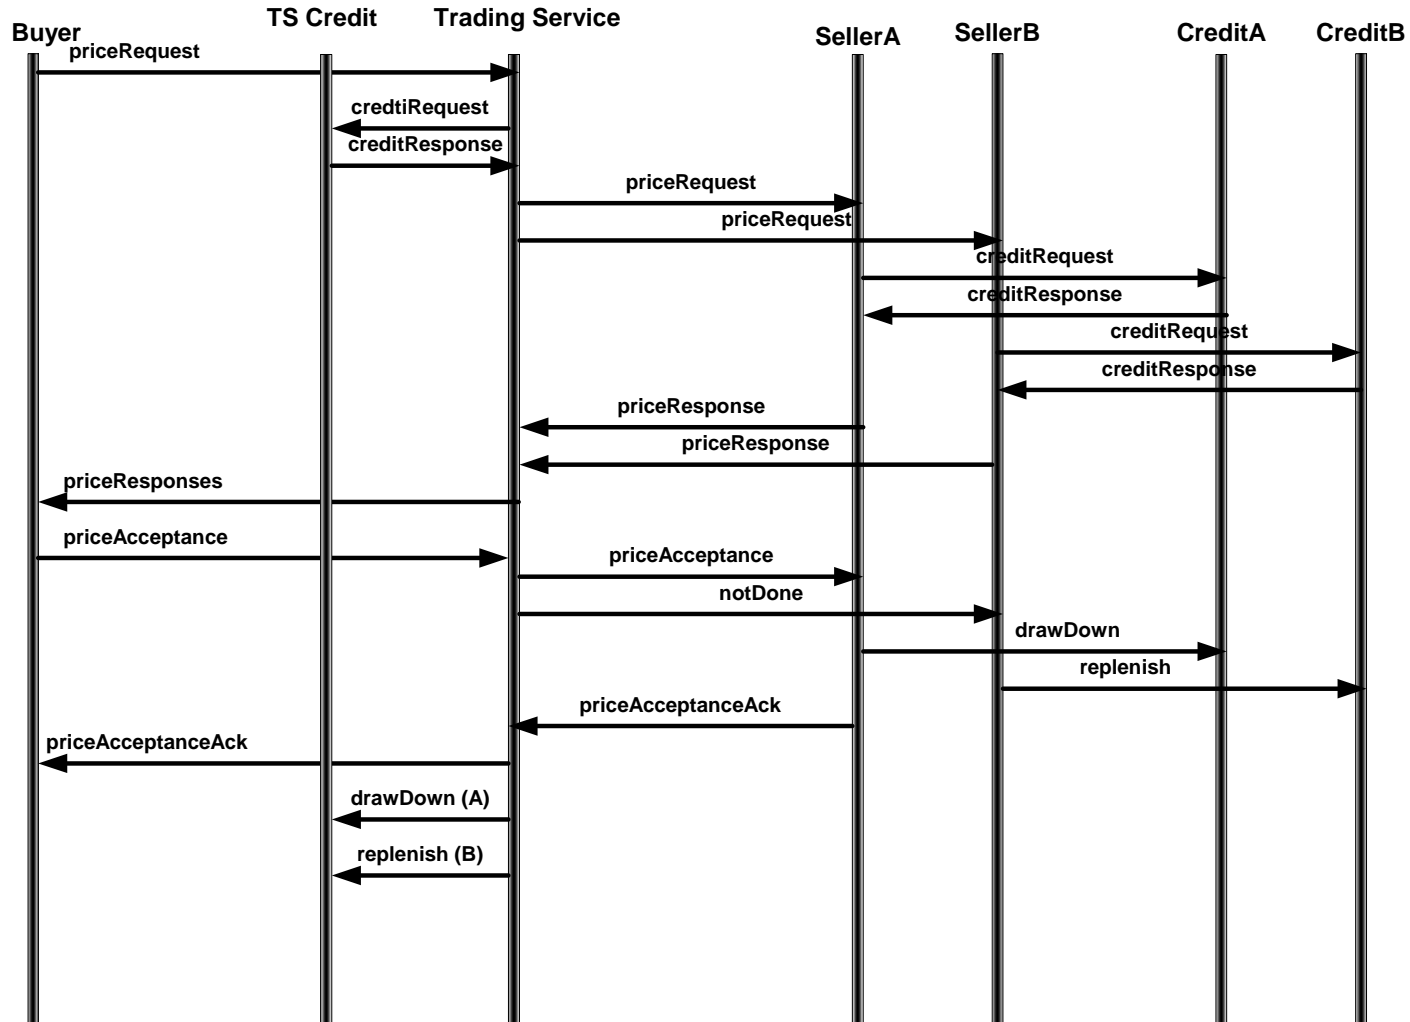 TS Credit
Trading Service
Buyer
SellerA
SellerB
CreditA
CreditB
priceRequest
credtiRequest
creditResponse
priceRequest
priceRequest
creditRequest
creditResponse
creditRequest
creditResponse
priceResponse
priceResponse
priceResponses
priceAcceptance
priceAcceptance
notDone
drawDown
replenish
priceAcceptanceAck
priceAcceptanceAck
drawDown (A)
replenish (B)